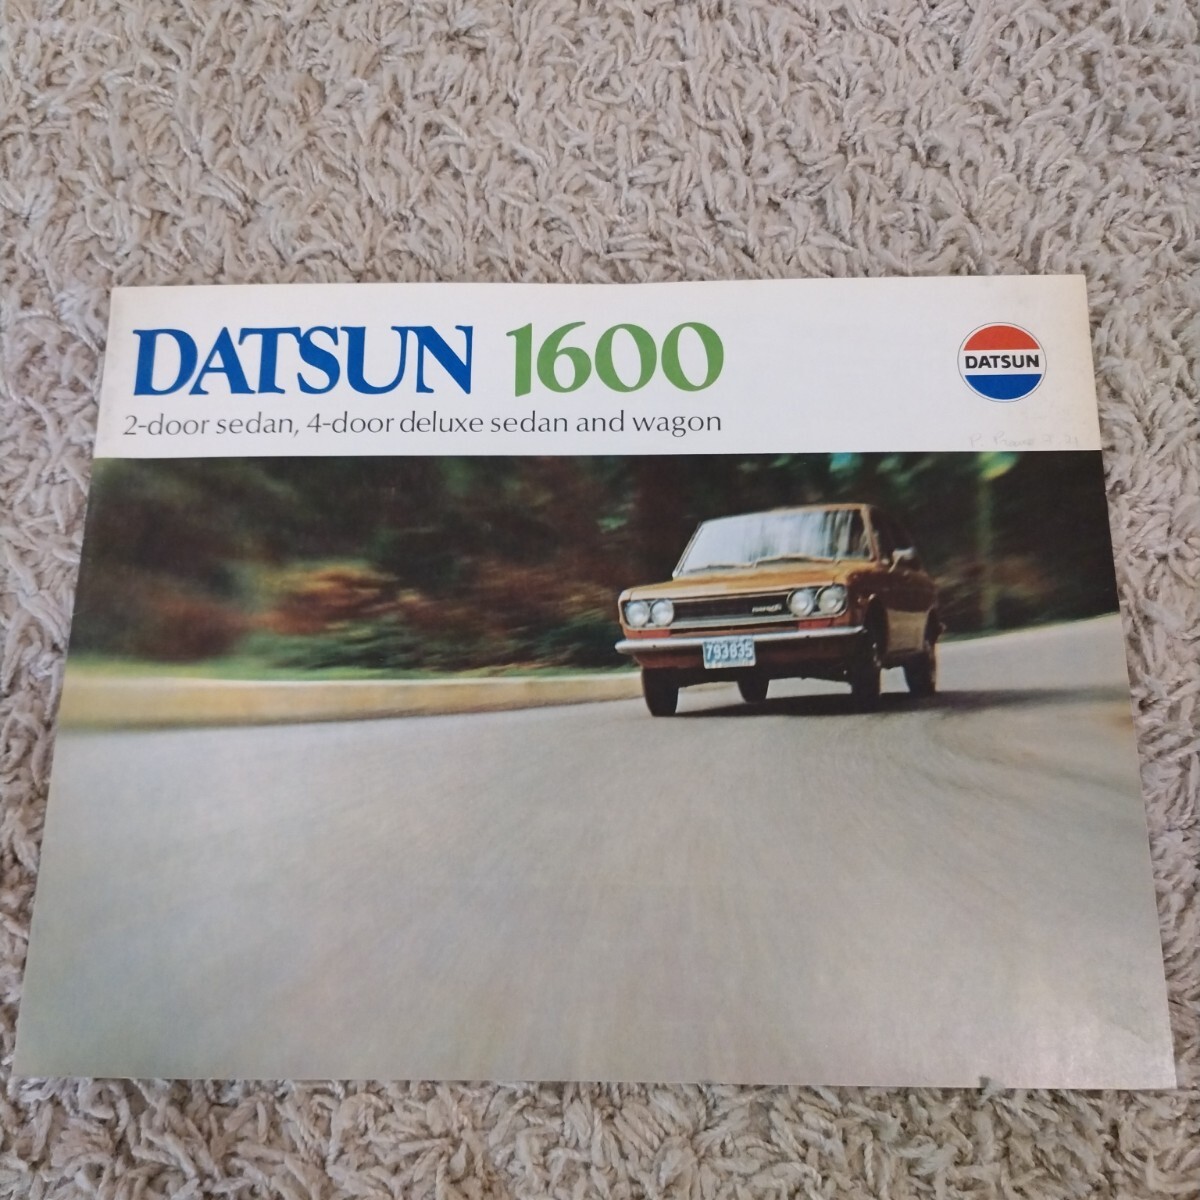 DATSUN 1600
DATSUN
2-door sedan, 4-door deluxe sedan and wagon
793835